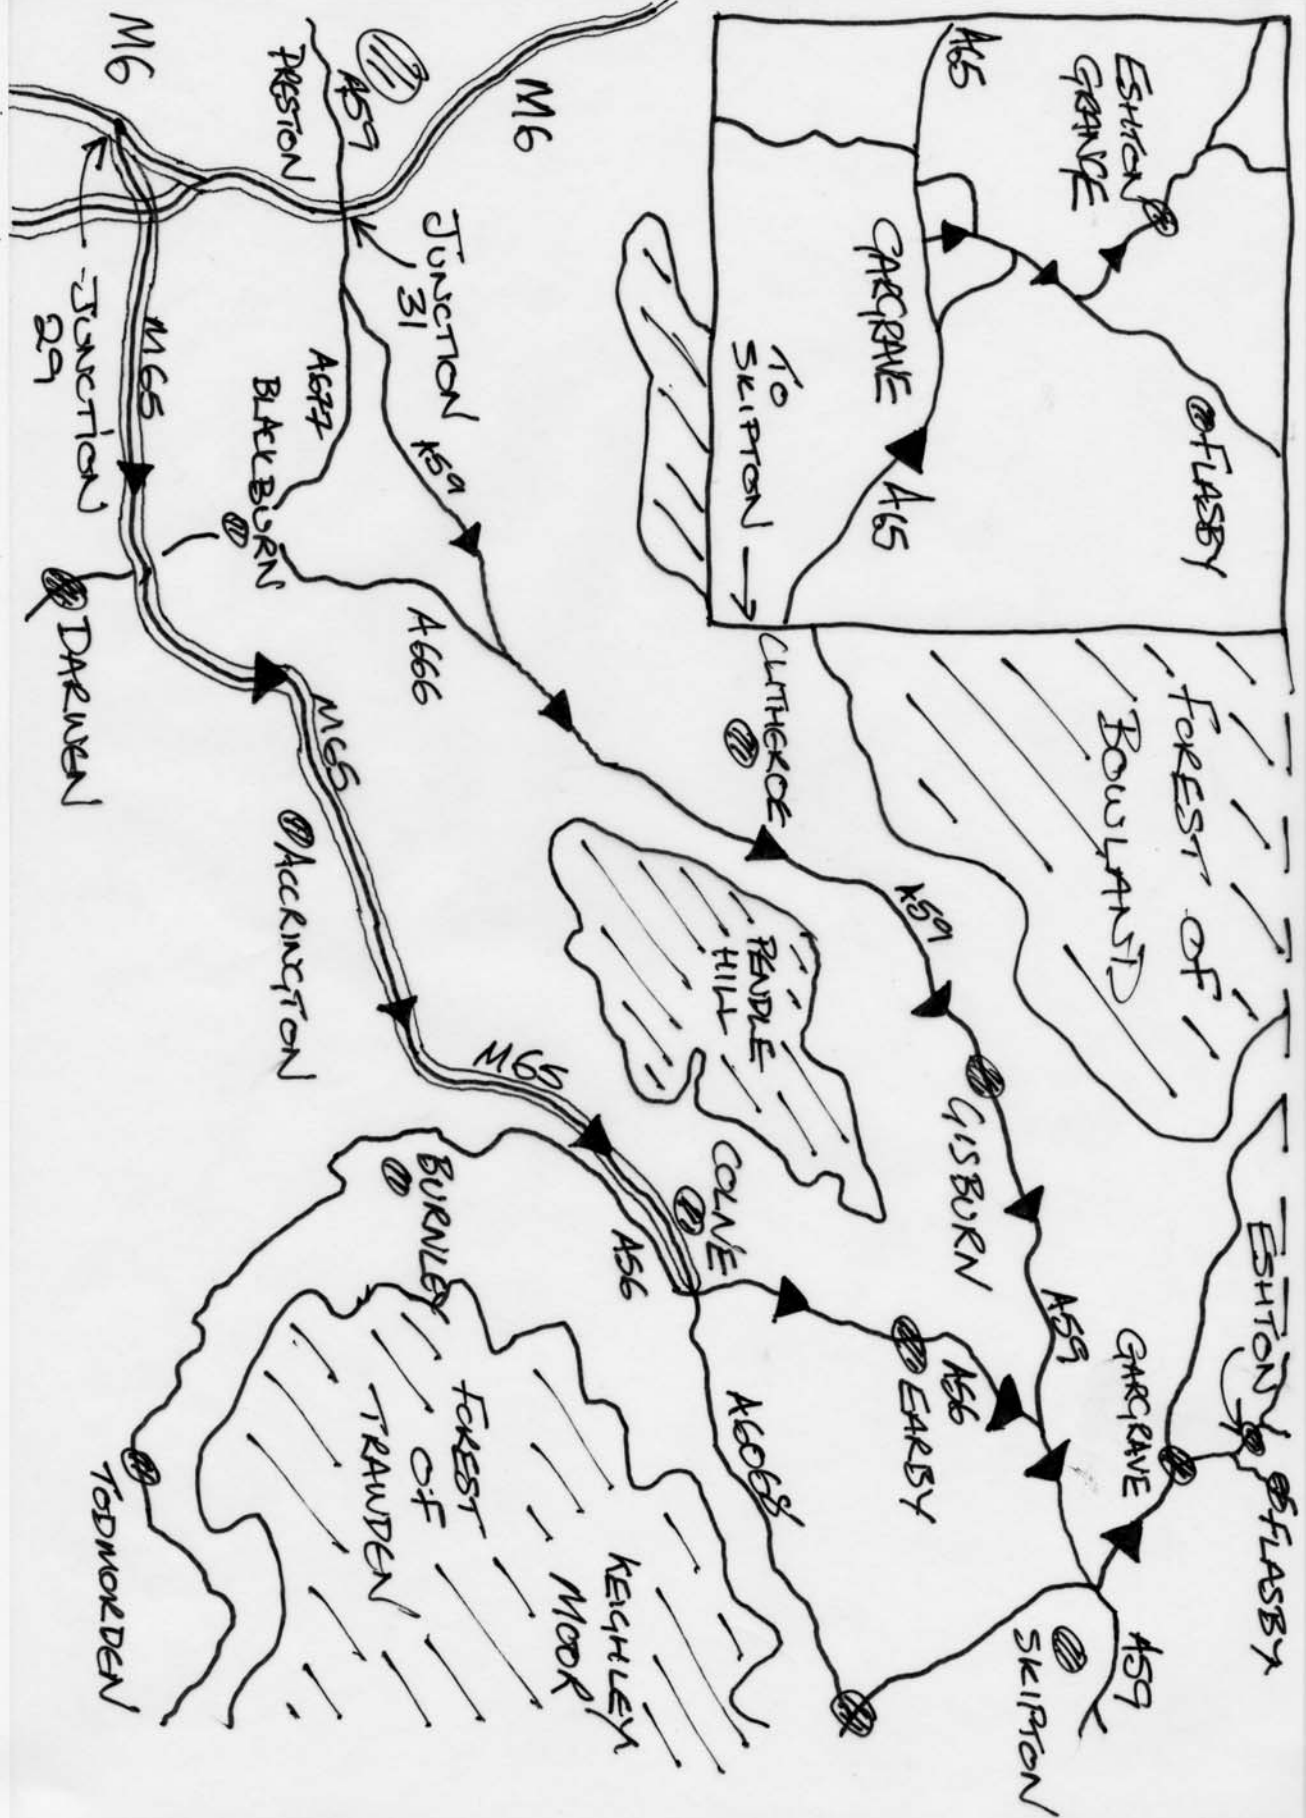 ESHTON
GRANGE
FLASBY
A65
A65
GARGRAVE
TO
SKIPTON
FOREST OF
BOWLAND
ESHTON
FLASBY
GARGRAVE
A59
A59
SKIPTON
GISBURN
A56
A59
EARBY
CLITHEROE
PENDLE
HILL
A6068
COLNE
KEIGHLEY
MOOR
A56
M6
M65
JUNCTION
31
A59
A666
FOREST
OF
TRAWDEN
BURNLEY
A59
PRESTON
A677
BLACKBURN
M65
ACCRINGTON
M6
M65
JUNCTION
29
DARWEN
TODMORDEN